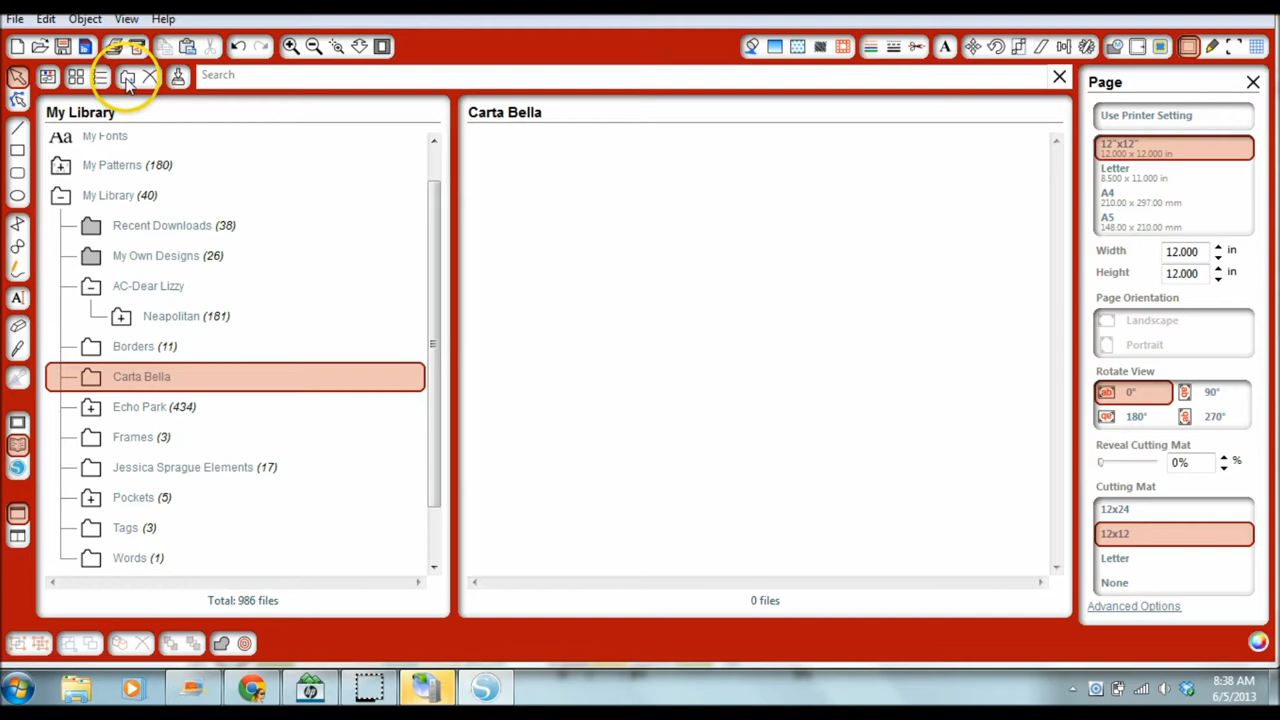 File Edit Object View Help
A
Search
My Library
Aa My Fonts
My Patterns (180)
My Library (40)
Recent Downloads (38)
My Own Designs (26)
AC-Dear Lizzy
Neapolitan (181)
Borders (11)
Carta Bella
Echo Park (434)
Frames (3)
Jessica Sprague Elements (17)
Pockets (5)
Tags (3)
Words (1)
Total: 986 files
Carta Bella
0 files
Page
Use Printer Setting
12"x12"
12.000 x 12.000 in
Letter
8.500 x 11.000 in
A4
210.00 x 297.00 mm
A5
148.00 x 210.00 mm
Width 12.000 in
Height 12.000 in
Page Orientation
Landscape
Portrait
Rotate View
0° 90°
180° 270°
Reveal Cutting Mat
0% %
Cutting Mat
12x24
12x12
Letter
None
Advanced Options
8:38 AM
6/5/2013